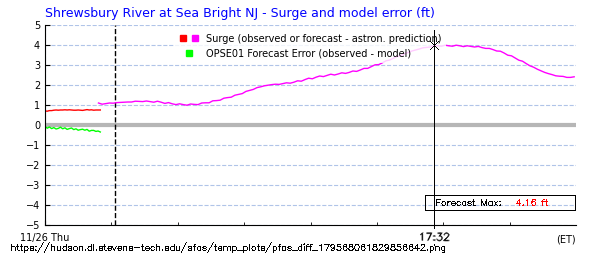 Shrewsbury River at Sea Bright NJ - Surge and model error (ft)
Surge (observed or forecast - astron. prediction)
OPSE01 Forecast Error (observed - model)
5
4
3
2
1
0
−1
−2
−3
−4
−5
Forecast Max: 4.16 ft
11/26 Thu
17:32
(ET)
https://hudson.dl.stevens-tech.edu/sfas/temp_plots/pfas_diff_179568061829856642.png